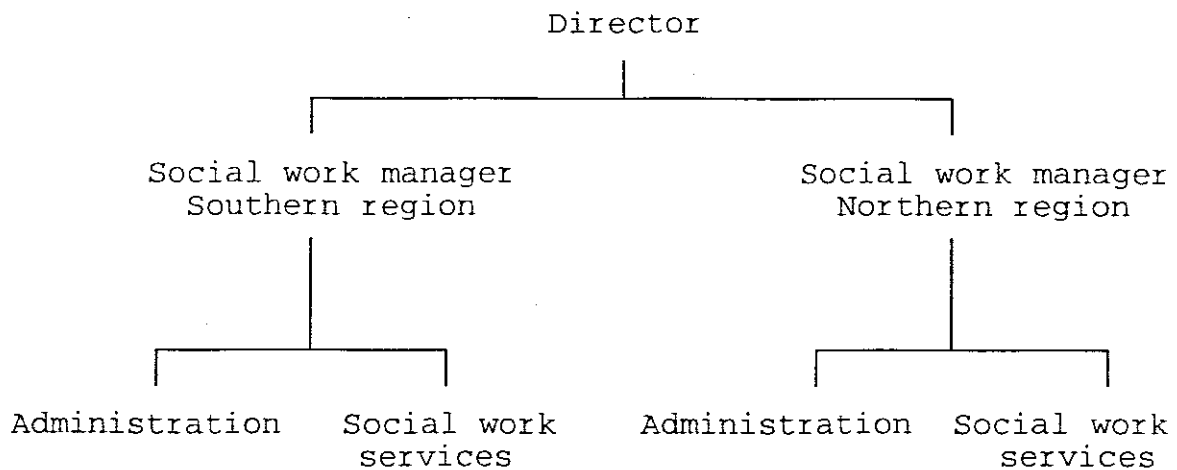 Director
Social work manager
Southern region
Social work manager
Northern region
Administration
Social work
services
Administration
Social work
services